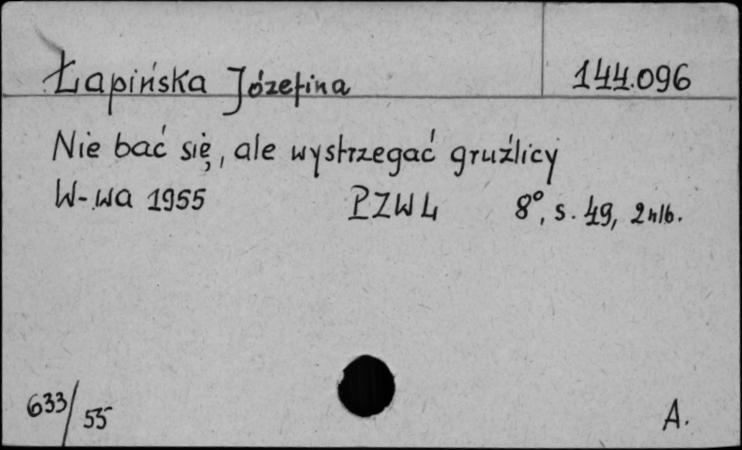 Łapińska Józefina 144.096
Nie bać się, ale wystrzegać gruźlicy
W-wa 1955 PZWL 8°, s. 49, 2 nlb.
633/55 A.